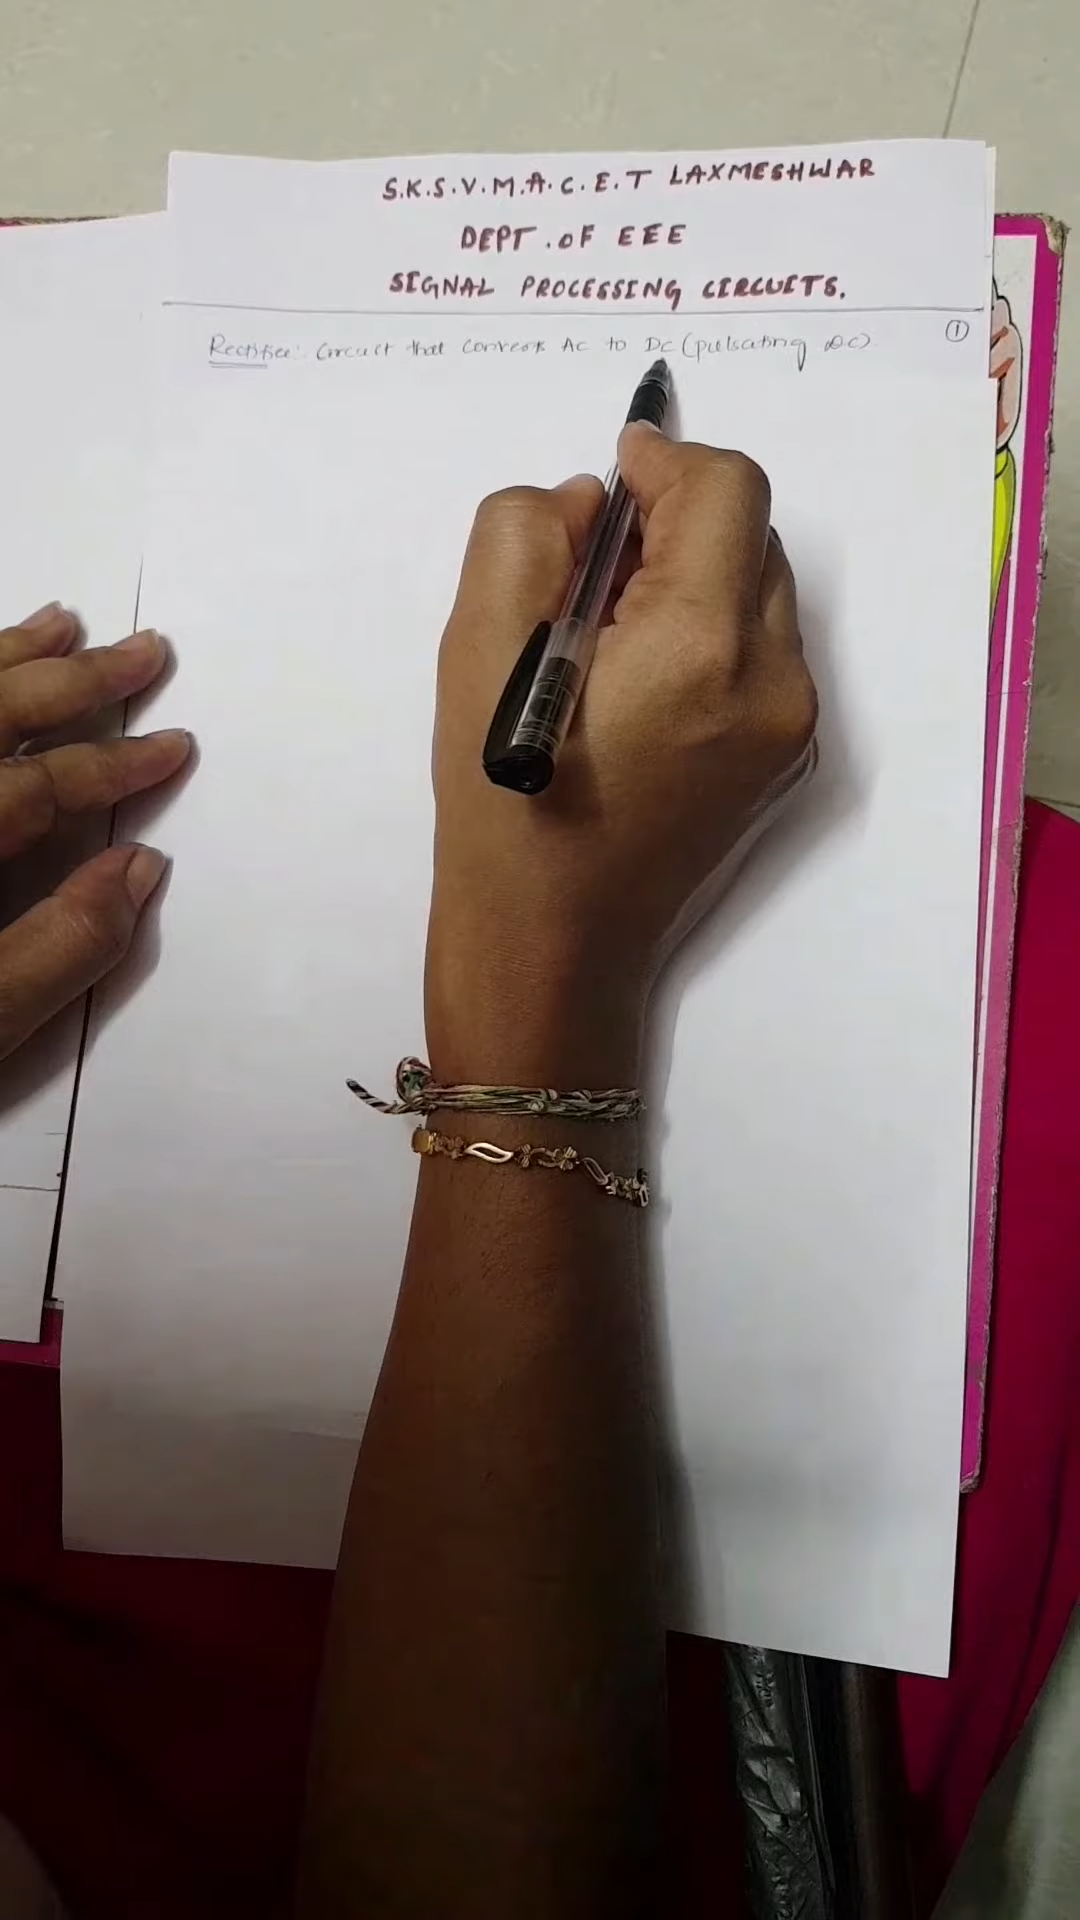 S.K.S.V.M.A.C.E.T LAXMESHWAR
DEPT.OF EEE
SIGNAL PROCESSING CIRCUITS.
①
Rectifier: Circuit that converts AC to DC (pulsating DC).